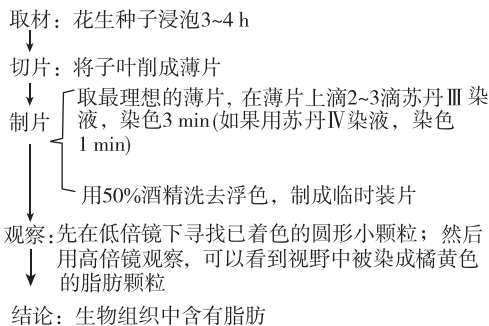 取材：花生种子浸泡3~4 h
切片：将子叶削成薄片
制片
取最理想的薄片，在薄片上滴2~3滴苏丹Ⅲ染
液，染色3 min(如果用苏丹Ⅳ染液，染色
1 min)
用50%酒精洗去浮色，制成临时装片
观察：先在低倍镜下寻找已着色的圆形小颗粒；然后
用高倍镜观察，可以看到视野中被染成橘黄色
的脂肪颗粒
结论：生物组织中含有脂肪